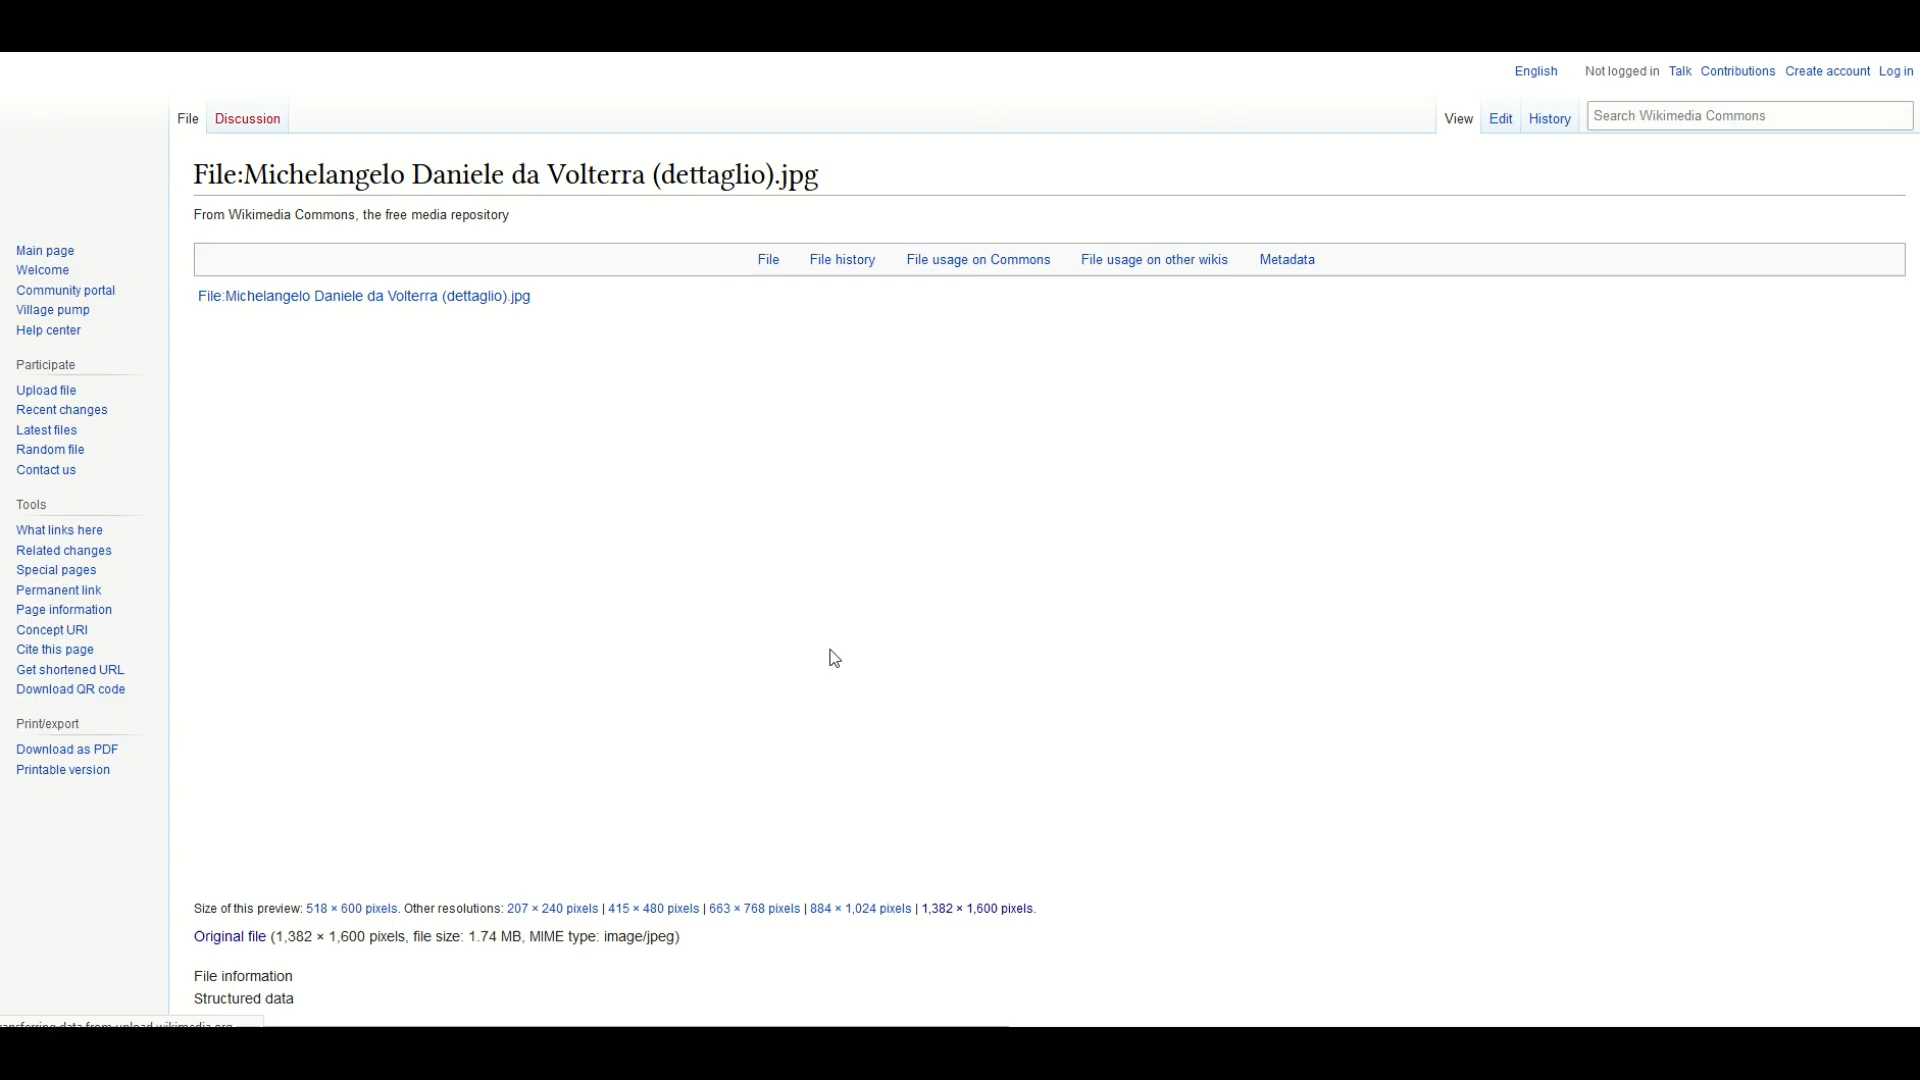 English Not logged in Talk Contributions Create account Log in
File Discussion View Edit History Search Wikimedia Commons
File:Michelangelo Daniele da Volterra (dettaglio).jpg
From Wikimedia Commons, the free media repository
File File history File usage on Commons File usage on other wikis Metadata
File:Michelangelo Daniele da Volterra (dettaglio).jpg
Main page
Welcome
Community portal
Village pump
Help center
Participate
Upload file
Recent changes
Latest files
Random file
Contact us
Tools
What links here
Related changes
Special pages
Permanent link
Page information
Concept URI
Cite this page
Get shortened URL
Download QR code
Print/export
Download as PDF
Printable version
Size of this preview: 518 × 600 pixels. Other resolutions: 207 × 240 pixels | 415 × 480 pixels | 663 × 768 pixels | 884 × 1,024 pixels | 1,382 × 1,600 pixels.
Original file (1,382 × 1,600 pixels, file size: 1.74 MB, MIME type: image/jpeg)
File information
Structured data
data from upload.wikimedia.org